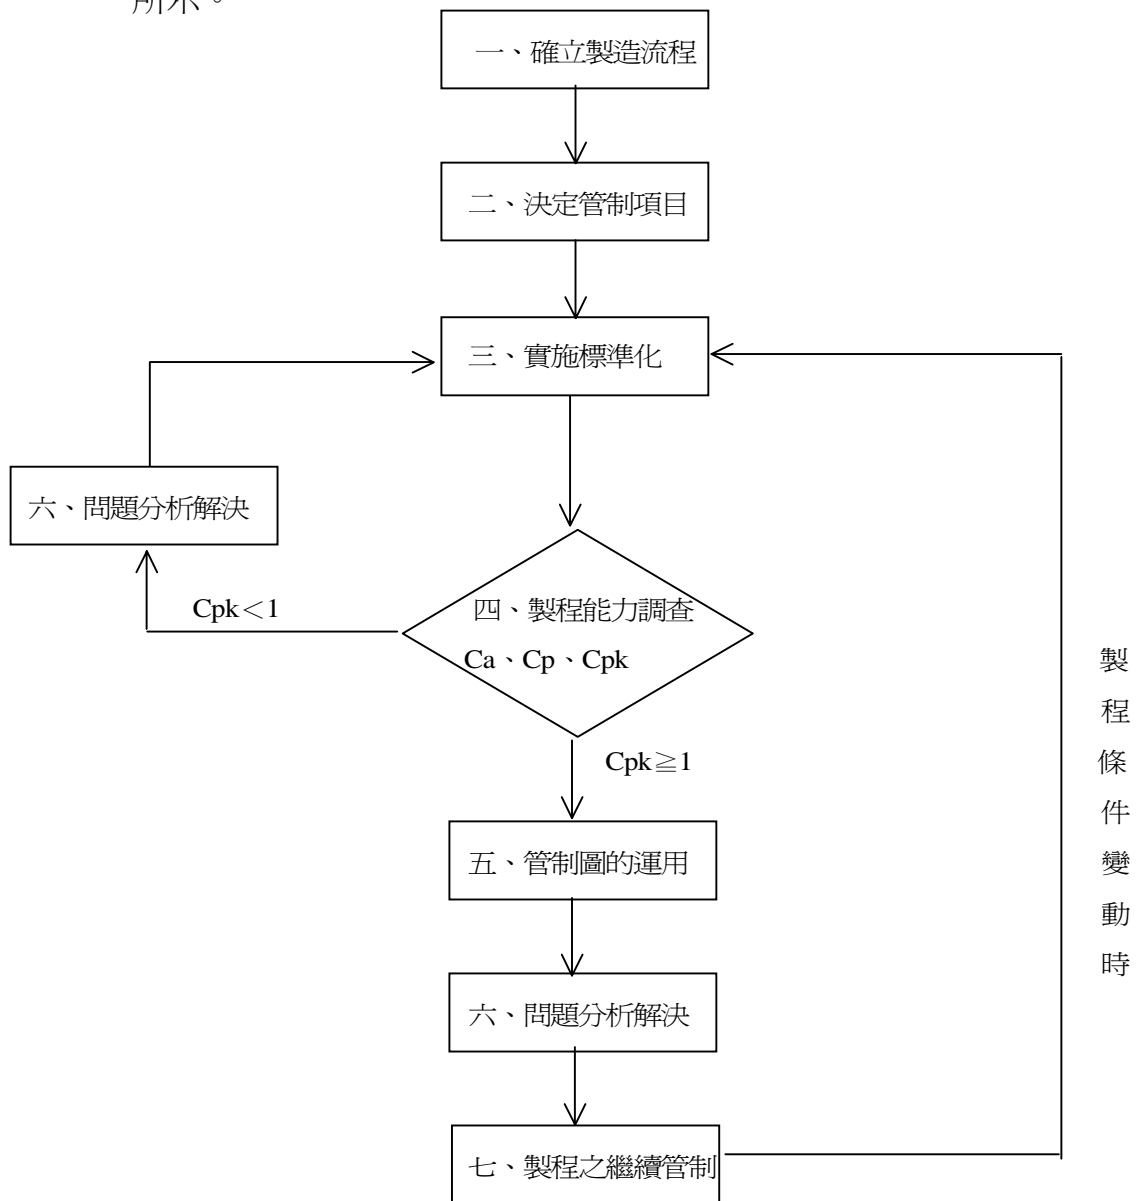 所示。
一、確立製造流程
二、決定管制項目
三、實施標準化
六、問題分析解決
Cpk＜1
四、製程能力調查
Ca、Cp、Cpk
Cpk≧1
五、管制圖的運用
六、問題分析解決
七、製程之繼續管制
製
程
條
件
變
動
時